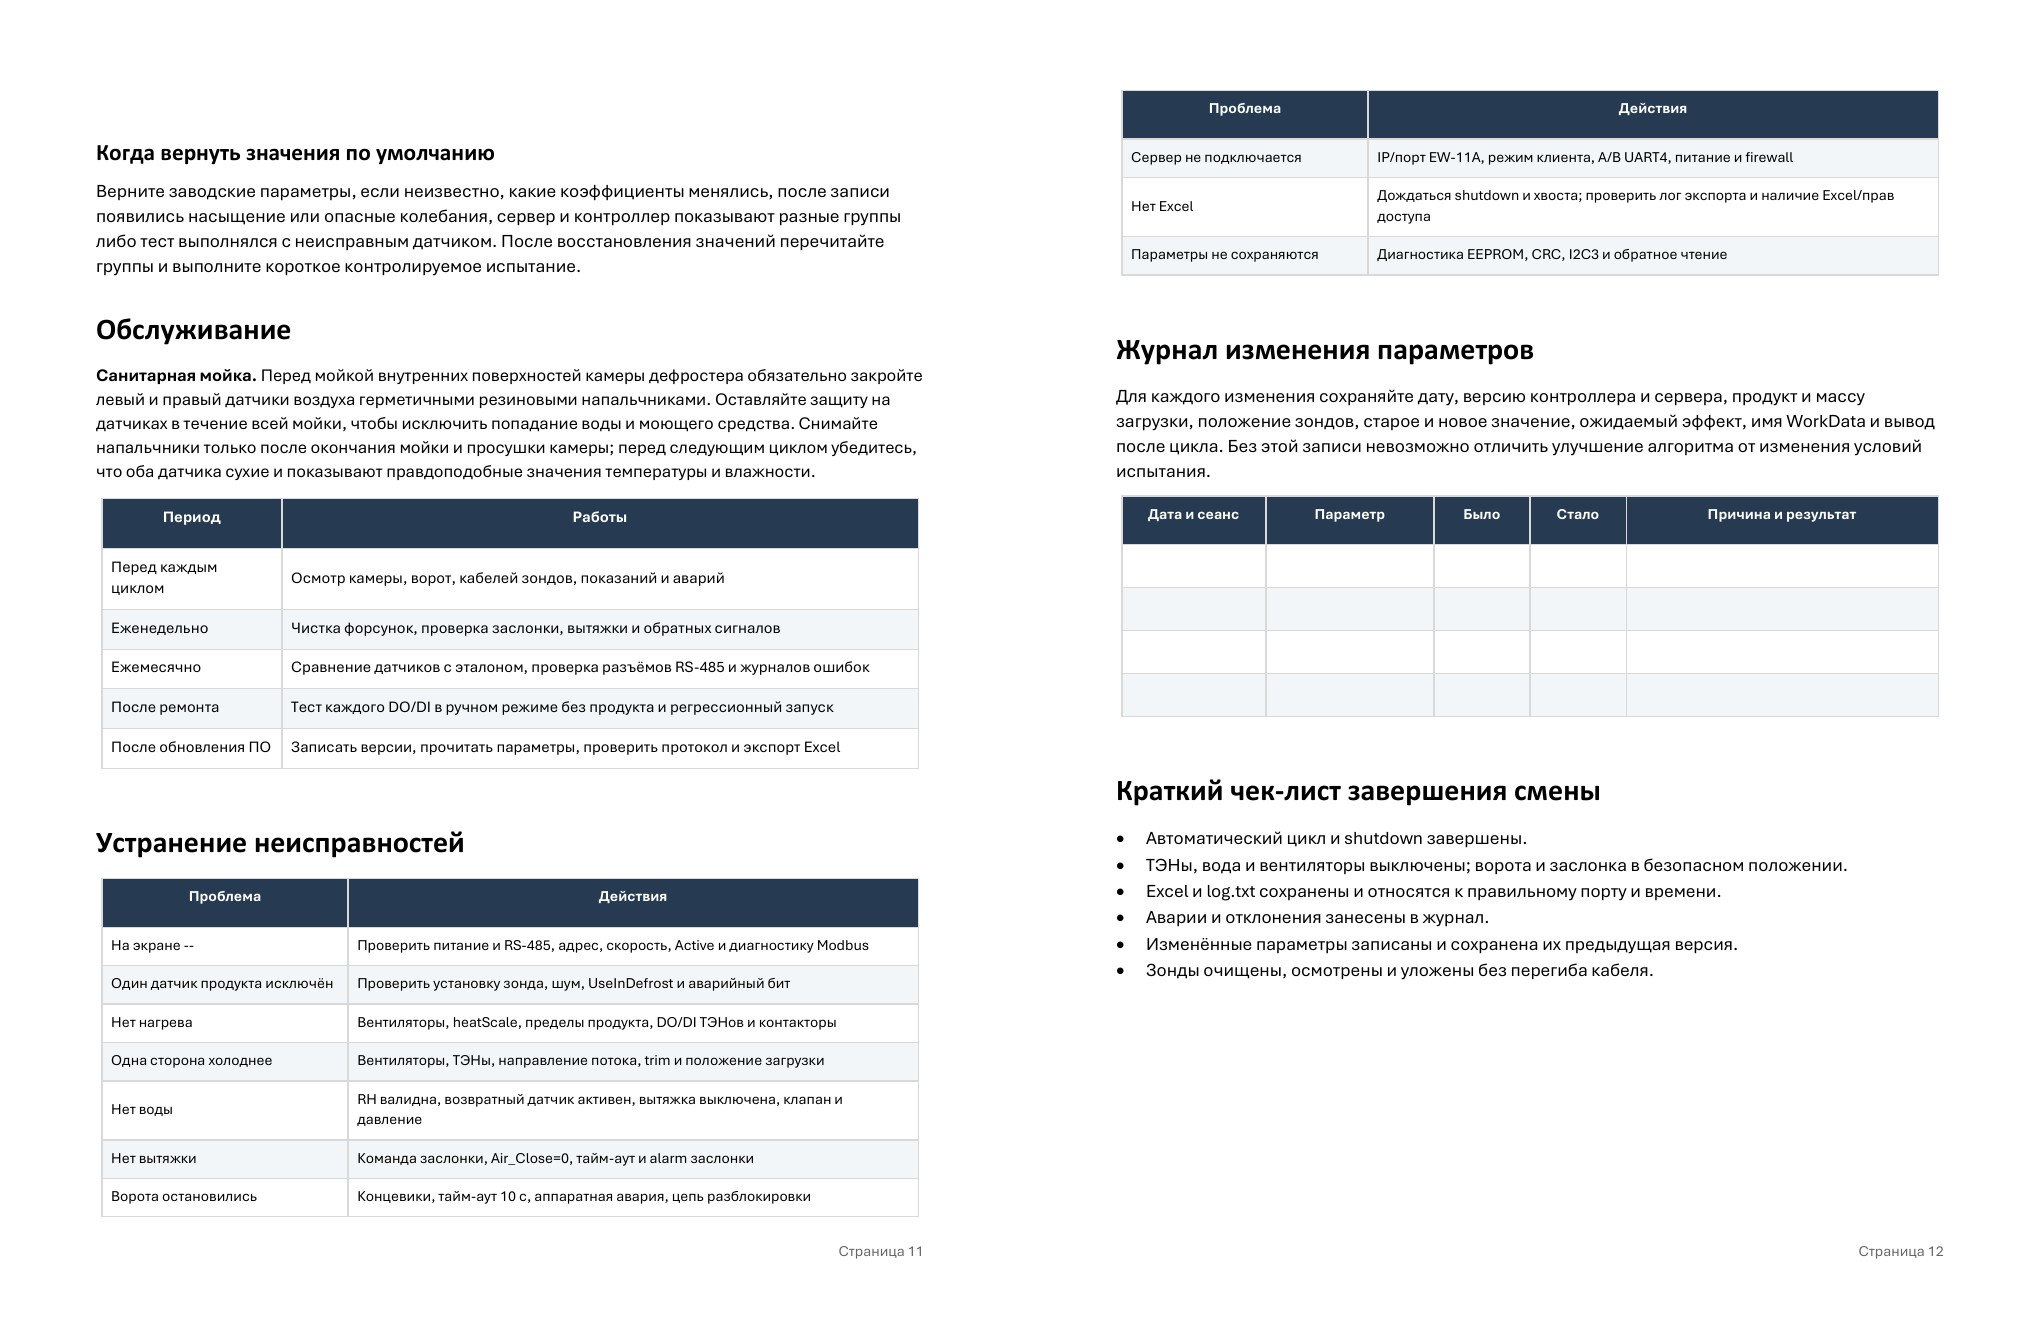 Когда вернуть значения по умолчанию
Верните заводские параметры, если неизвестно, какие коэффициенты менялись, после записи
появились насыщение или опасные колебания, сервер и контроллер показывают разные группы
либо тест выполнялся с неисправным датчиком. После восстановления значений перечитайте
группы и выполните короткое контролируемое испытание.
Обслуживание
Санитарная мойка. Перед мойкой внутренних поверхностей камеры дефростера обязательно закройте
левый и правый датчики воздуха герметичными резиновыми напальчниками. Оставляйте защиту на
датчиках в течение всей мойки, чтобы исключить попадание воды и моющего средства. Снимайте
напальчники только после окончания мойки и просушки камеры; перед следующим циклом убедитесь,
что оба датчика сухие и показывают правдоподобные значения температуры и влажности.
Период Работы
Перед каждым
циклом
Осмотр камеры, ворот, кабелей зондов, показаний и аварий
Еженедельно Чистка форсунок, проверка заслонки, вытяжки и обратных сигналов
Ежемесячно Сравнение датчиков с эталоном, проверка разъёмов RS-485 и журналов ошибок
После ремонта Тест каждого DO/DI в ручном режиме без продукта и регрессионный запуск
После обновления ПО Записать версии, прочитать параметры, проверить протокол и экспорт Excel
Устранение неисправностей
Проблема Действия
На экране -- Проверить питание и RS-485, адрес, скорость, Active и диагностику Modbus
Один датчик продукта исключён Проверить установку зонда, шум, UseInDefrost и аварийный бит
Нет нагрева Вентиляторы, heatScale, пределы продукта, DO/DI ТЭНов и контакторы
Одна сторона холоднее Вентиляторы, ТЭНы, направление потока, trim и положение загрузки
Нет воды
RH валидна, возвратный датчик активен, вытяжка выключена, клапан и
давление
Нет вытяжки Команда заслонки, Air_Close=0, тайм-аут и alarm заслонки
Ворота остановились Концевики, тайм-аут 10 с, аппаратная авария, цепь разблокировки
Страница 11
Проблема Действия
Сервер не подключается IP/порт EW-11A, режим клиента, A/B UART4, питание и firewall
Нет Excel
Дождаться shutdown и хвоста; проверить лог экспорта и наличие Excel/прав
доступа
Параметры не сохраняются Диагностика EEPROM, CRC, I2C3 и обратное чтение
Журнал изменения параметров
Для каждого изменения сохраняйте дату, версию контроллера и сервера, продукт и массу
загрузки, положение зондов, старое и новое значение, ожидаемый эффект, имя WorkData и вывод
после цикла. Без этой записи невозможно отличить улучшение алгоритма от изменения условий
испытания.
Дата и сеанс Параметр Было Стало Причина и результат
Краткий чек-лист завершения смены
• Автоматический цикл и shutdown завершены.
• ТЭНы, вода и вентиляторы выключены; ворота и заслонка в безопасном положении.
• Excel и log.txt сохранены и относятся к правильному порту и времени.
• Аварии и отклонения занесены в журнал.
• Изменённые параметры записаны и сохранена их предыдущая версия.
• Зонды очищены, осмотрены и уложены без перегиба кабеля.
Страница 12